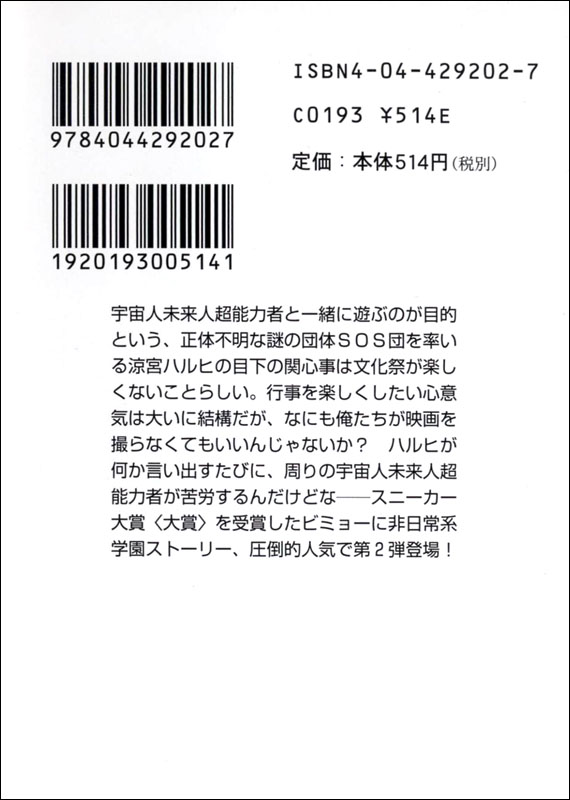 ISBN4-04-429202-7
C0193 ¥514E
定価：本体514円（税別）
9784044292027
1920193005141
宇宙人未来人超能力者と一緒に遊ぶのが目的
という、正体不明な謎の団体ＳＯＳ団を率い
る涼宮ハルヒの目下の関心事は文化祭が楽し
くないことらしい。行事を楽しくしたい心意
気は大いに結構だが、なにも俺たちが映画を
撮らなくてもいいんじゃないか？　ハルヒが
何か言い出すたびに、周りの宇宙人未来人超
能力者が苦労するんだけどな――スニーカー
大賞〈大賞〉を受賞したビミョーに非日常系
学園ストーリー、圧倒的人気で第２弾登場！